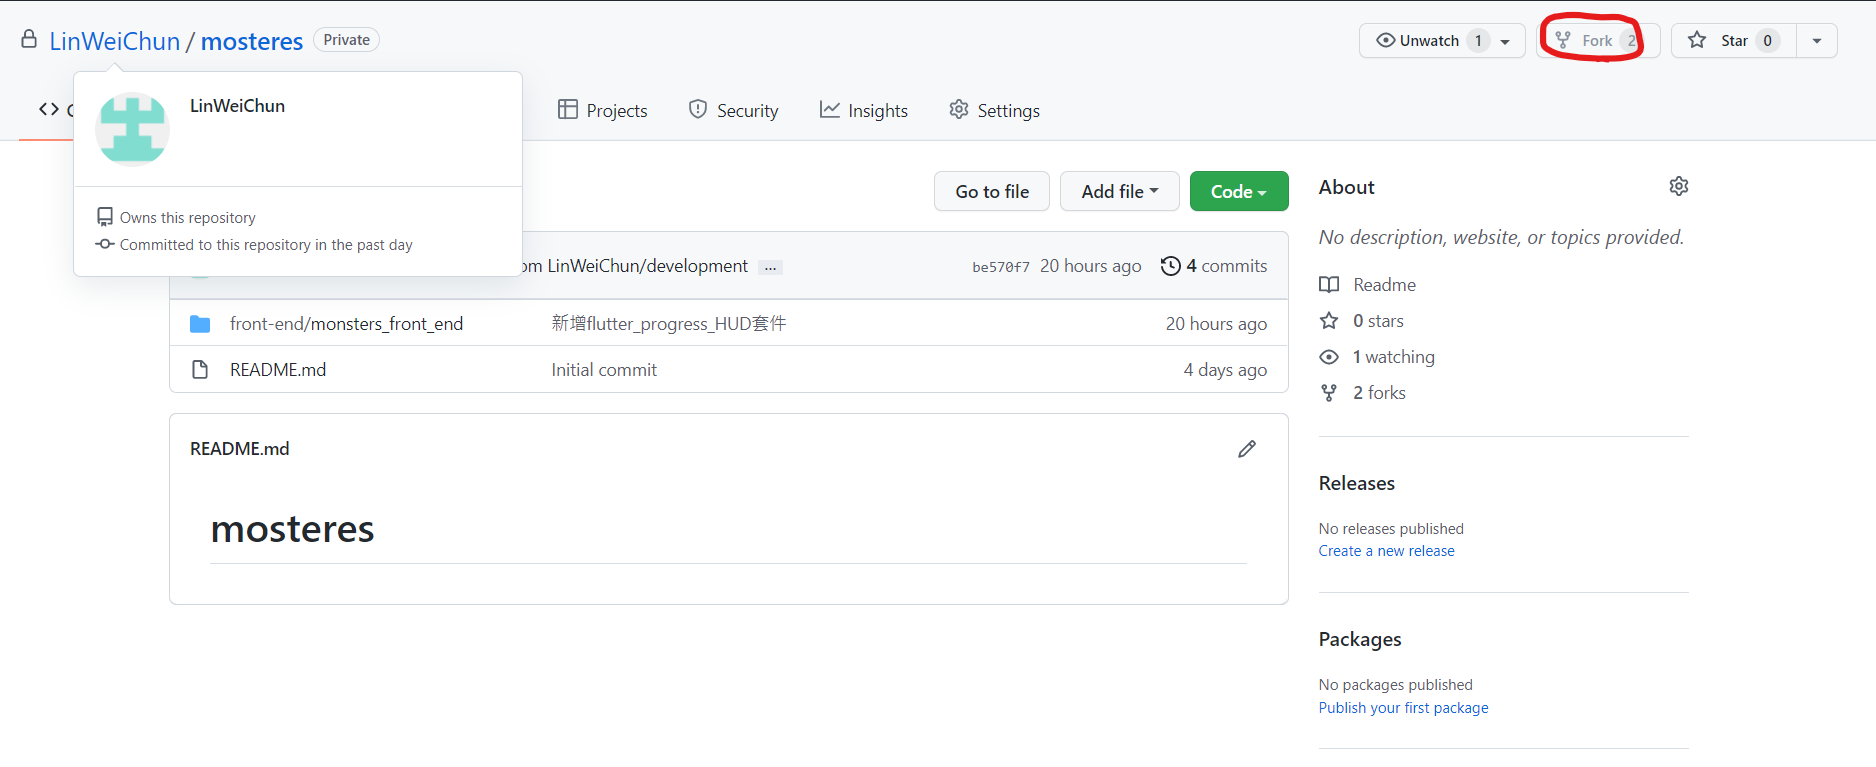 LinWeiChun / mosteres Private
Unwatch 1
Fork 2
Star 0
LinWeiChun
Projects
Security
Insights
Settings
Owns this repository
Committed to this repository in the past day
Go to file
Add file
Code
om LinWeiChun/development ...
be570f7 20 hours ago
4 commits
front-end/monsters_front_end 新增flutter_progress_HUD套件 20 hours ago
README.md Initial commit 4 days ago
README.md
mosteres
About
No description, website, or topics provided.
Readme
0 stars
1 watching
2 forks
Releases
No releases published
Create a new release
Packages
No packages published
Publish your first package